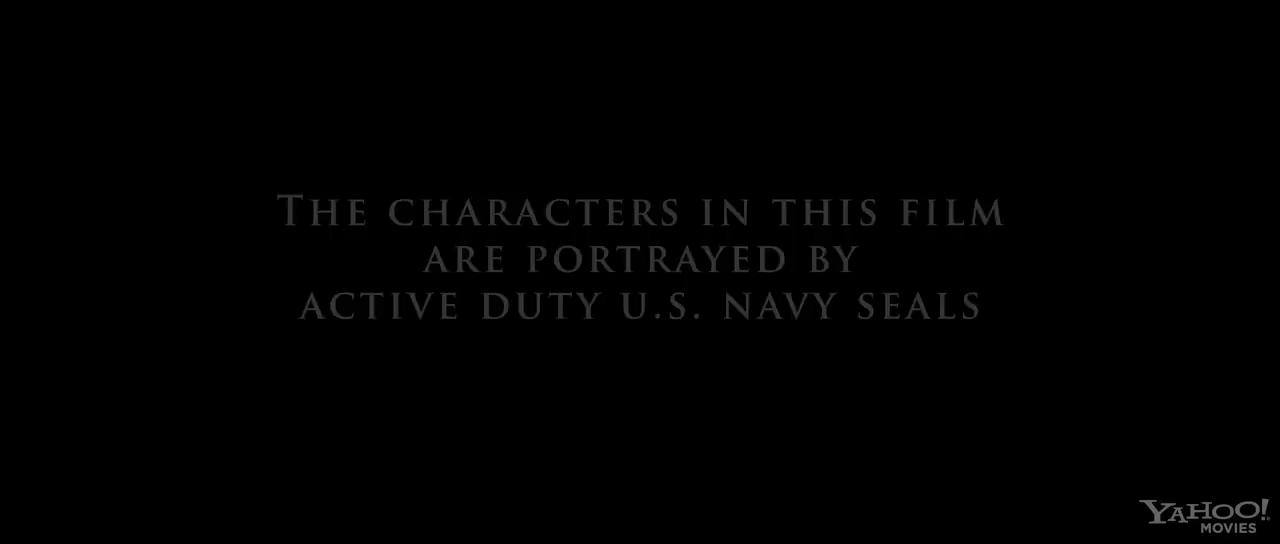 The characters in this film
are portrayed by
active duty U.S. Navy SEALs
YAHOO!
MOVIES